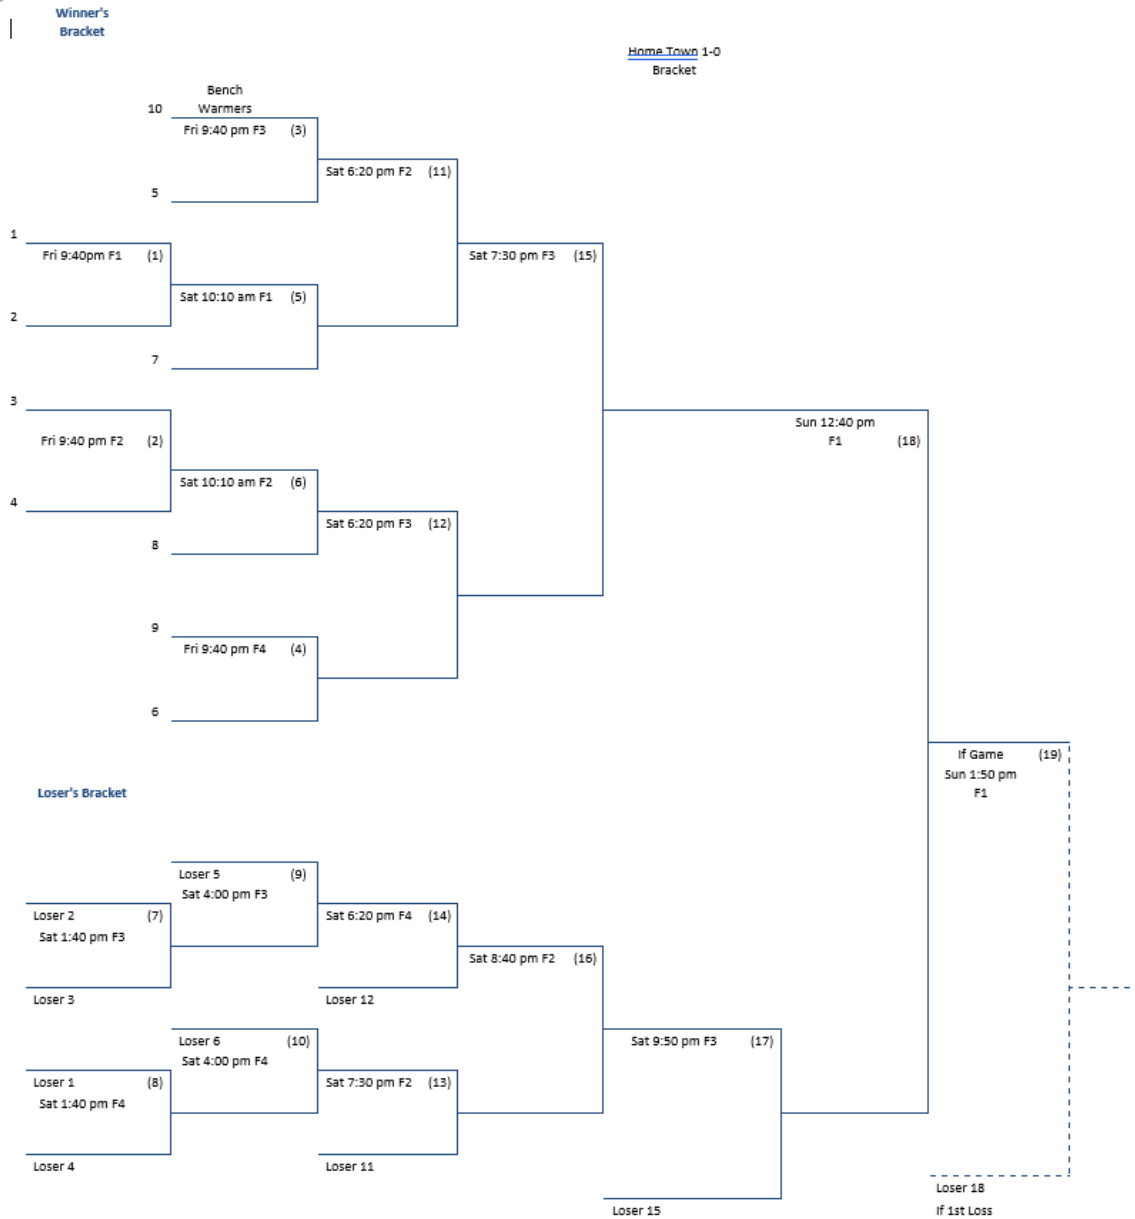 Winner's
Bracket
Home Town 1-0
Bracket
Bench
10 Warmers
Fri 9:40 pm F3 (3)
Sat 6:20 pm F2 (11)
5
1
Fri 9:40pm F1 (1)
Sat 7:30 pm F3 (15)
Sat 10:10 am F1 (5)
2
7
3
Sun 12:40 pm
F1 (18)
Fri 9:40 pm F2 (2)
Sat 10:10 am F2 (6)
4
Sat 6:20 pm F3 (12)
8
9
Fri 9:40 pm F4 (4)
6
If Game (19)
Sun 1:50 pm
F1
Loser's Bracket
Loser 5 (9)
Sat 4:00 pm F3
Loser 2 (7)
Sat 6:20 pm F4 (14)
Sat 1:40 pm F3
Sat 8:40 pm F2 (16)
Loser 3
Loser 12
Loser 6 (10)
Sat 9:50 pm F3 (17)
Sat 4:00 pm F4
Loser 1 (8)
Sat 7:30 pm F2 (13)
Sat 1:40 pm F4
Loser 4
Loser 11
Loser 18
Loser 15
If 1st Loss